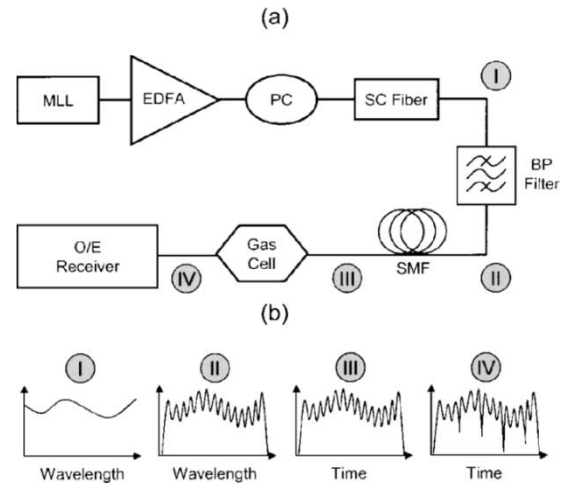 (a)
MLL
EDFA
PC
SC Fiber
I
BP
Filter
O/E
Receiver
Gas
Cell
SMF
IV
III
II
(b)
I
II
III
IV
Wavelength
Wavelength
Time
Time